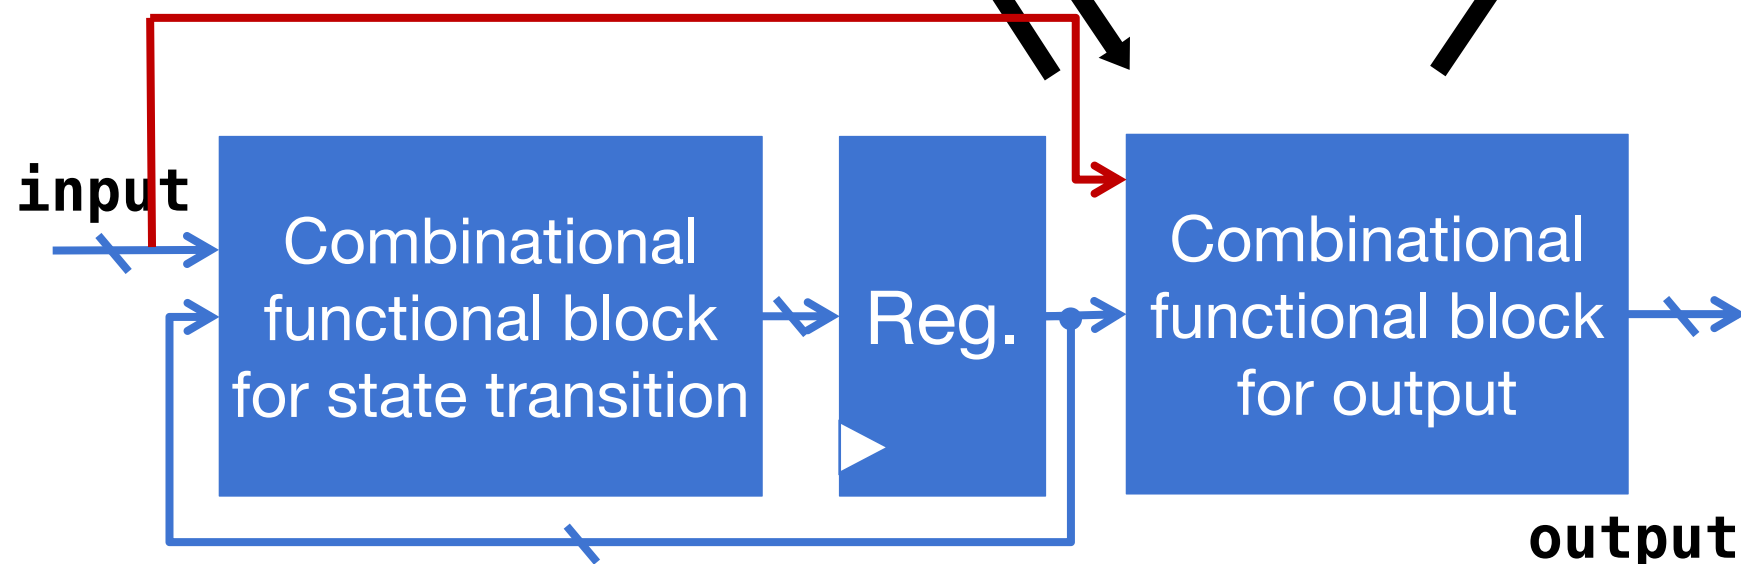 input
Combinational
functional block
for state transition
Reg.
Combinational
functional block
for output
output